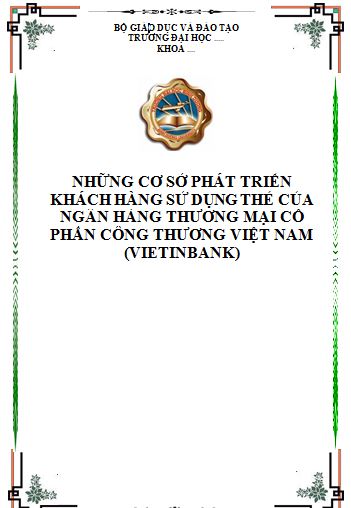 BỘ GIÁO DỤC VÀ ĐÀO TẠO
TRƯỜNG ĐẠI HỌC .....
KHOA ...
NHỮNG CƠ SỞ PHÁT TRIỂN
KHÁCH HÀNG SỬ DỤNG THẺ CỦA
NGÂN HÀNG THƯƠNG MẠI CỔ
PHẦN CÔNG THƯƠNG VIỆT NAM
(VIETINBANK)